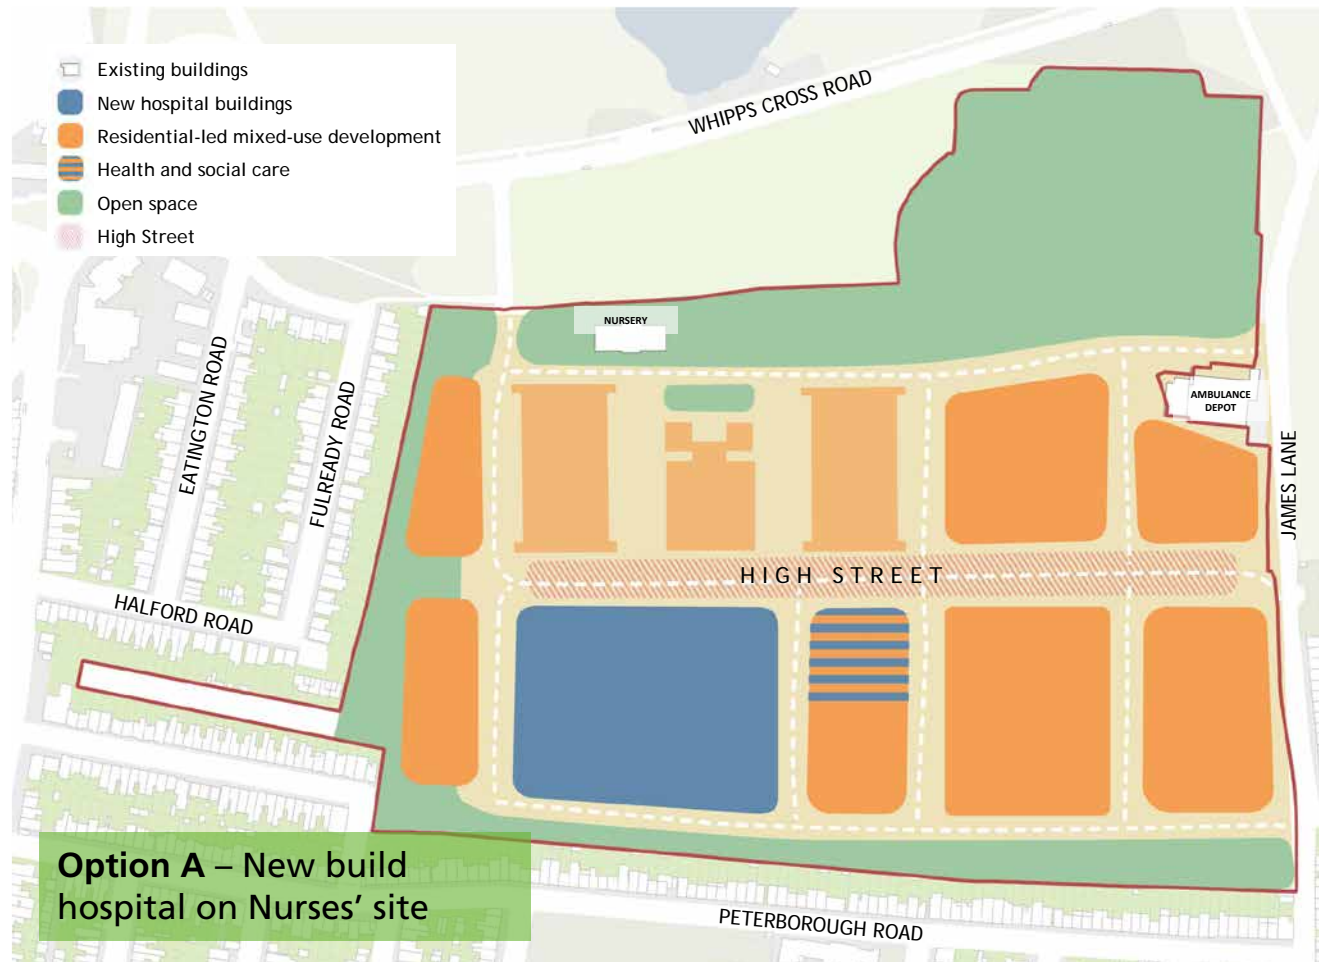 Existing buildings
New hospital buildings
Residential-led mixed-use development
Health and social care
Open space
High Street
WHIPPS CROSS ROAD
NURSERY
EATINGTON ROAD
FULREADY ROAD
AMBULANCE
DEPOT
JAMES LANE
HIGH STREET
HALFORD ROAD
Option A – New build
hospital on Nurses’ site
PETERBOROUGH ROAD